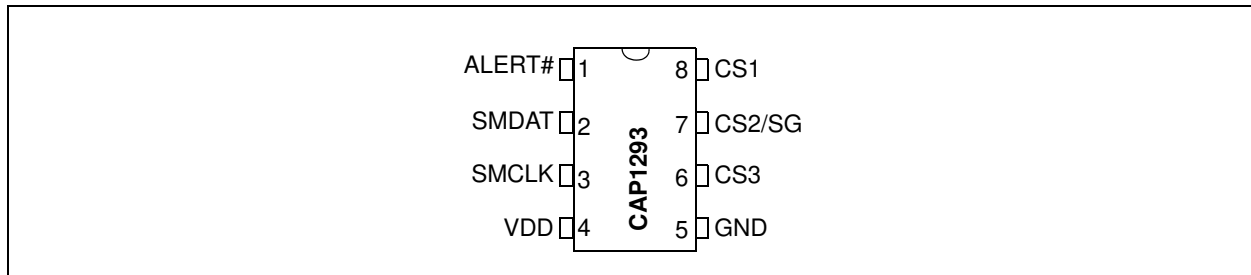 ALERT# 1 8 CS1
SMDAT 2 7 CS2/SG
SMCLK 3 6 CS3
VDD 4 5 GND
CAP1293